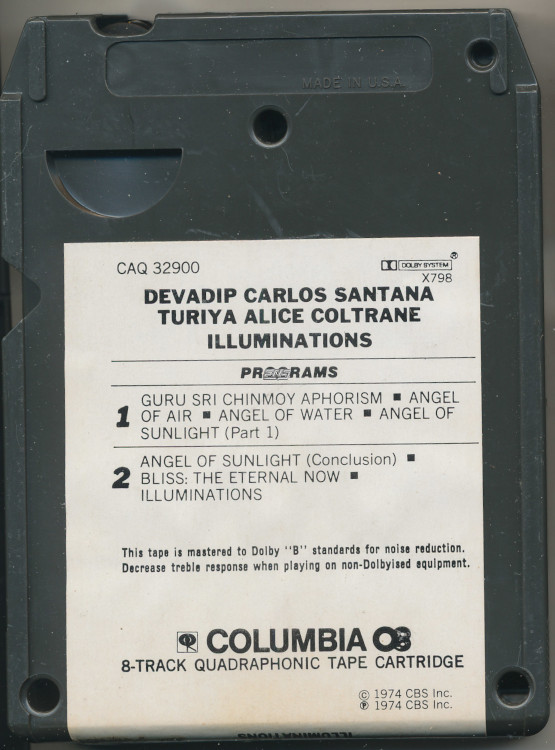 MADE IN U.S.A.
CAQ 32900
DOLBY SYSTEM ®
X798
DEVADIP CARLOS SANTANA
TURIYA ALICE COLTRANE
ILLUMINATIONS
PROGRAMS
1 GURU SRI CHINMOY APHORISM ■ ANGEL
OF AIR ■ ANGEL OF WATER ■ ANGEL OF
SUNLIGHT (Part 1)
2 ANGEL OF SUNLIGHT (Conclusion) ■
BLISS: THE ETERNAL NOW ■
ILLUMINATIONS
This tape is mastered to Dolby "B" standards for noise reduction.
Decrease treble response when playing on non-Dolbyised equipment.
COLUMBIA
8-TRACK QUADRAPHONIC TAPE CARTRIDGE
© 1974 CBS Inc.
℗ 1974 CBS Inc.
ILLUMINATIONS